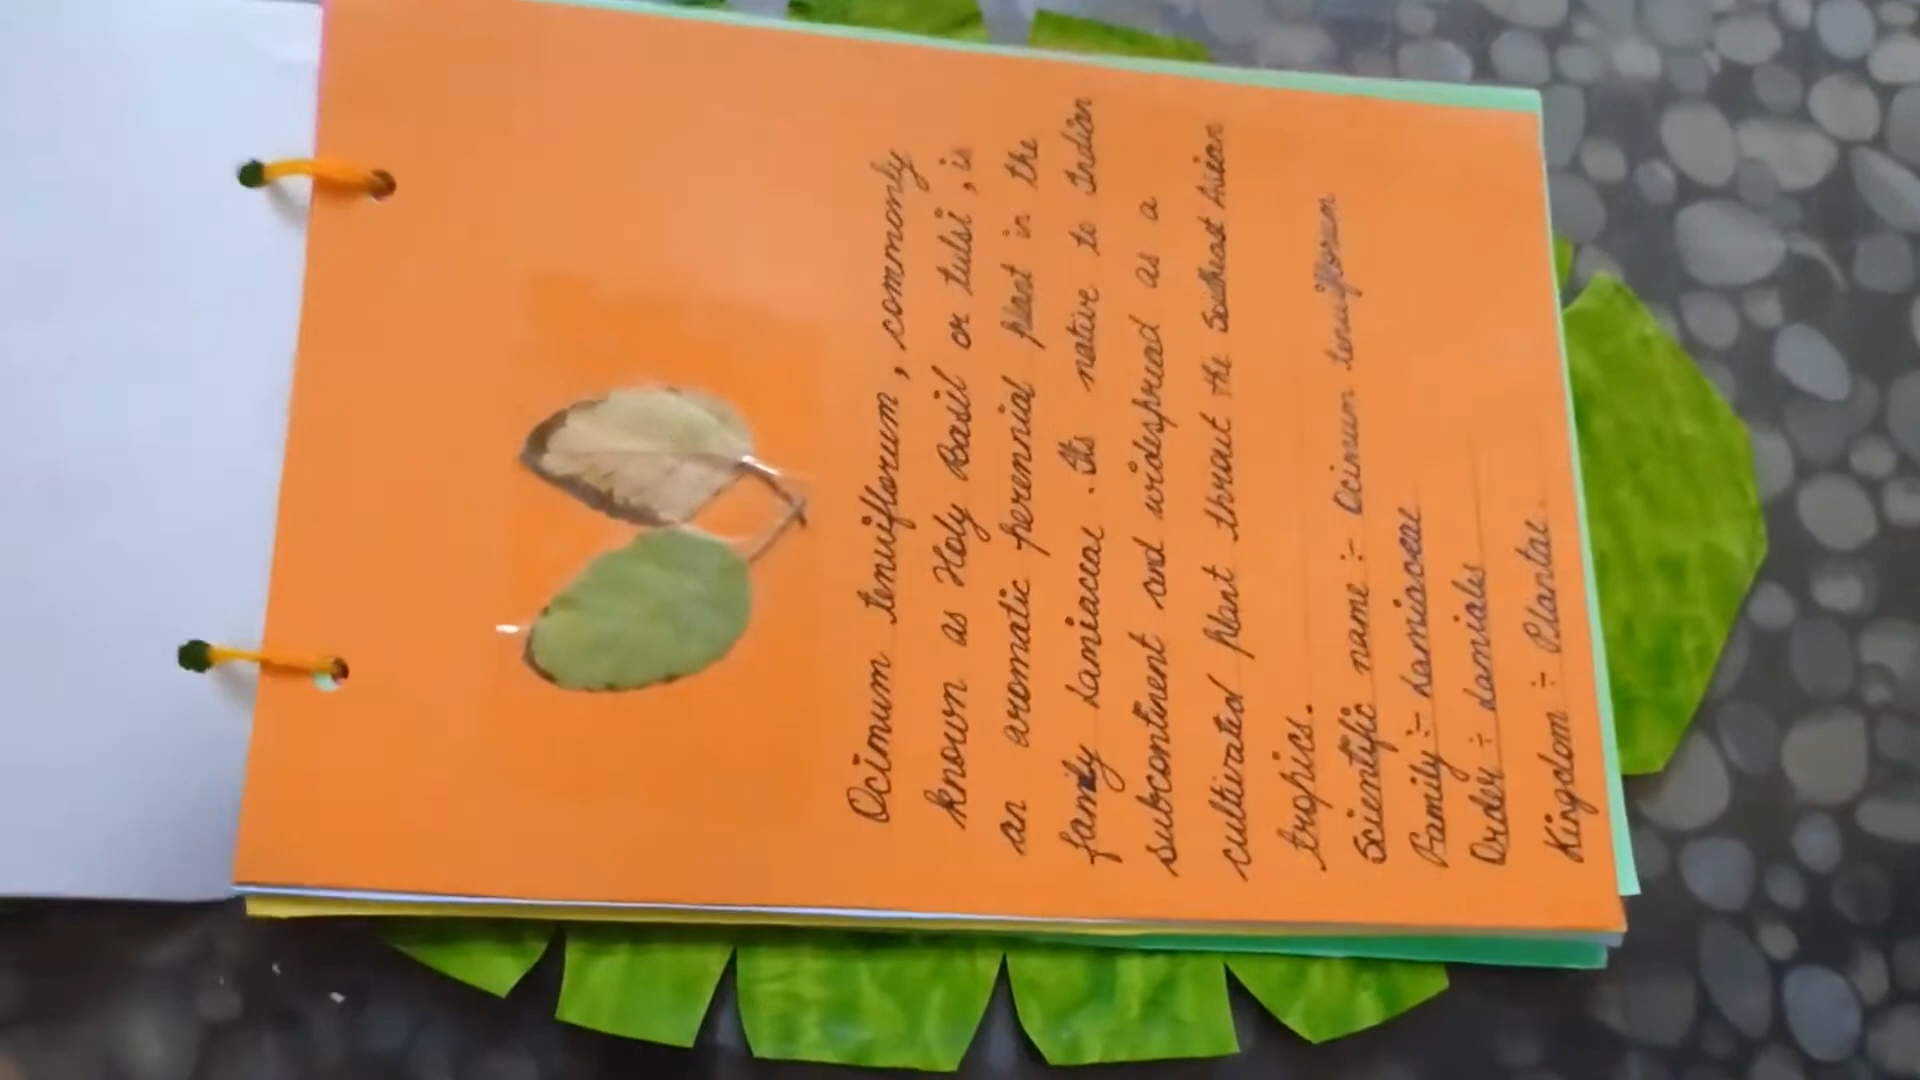 Ocimum tenuiflorum, commonly
known as Holy Basil or tulsi, is
an aromatic perennial plant in the
family Lamiaceae. Its native to Indian
subcontinent and widespread as a
cultivated plant throut the Southeast Asian
tropics.
Scientific name :- Ocinum tenuiflorum
Family :- Lamiaceae
Order :- Lamiales
Kingdom :- Plantae